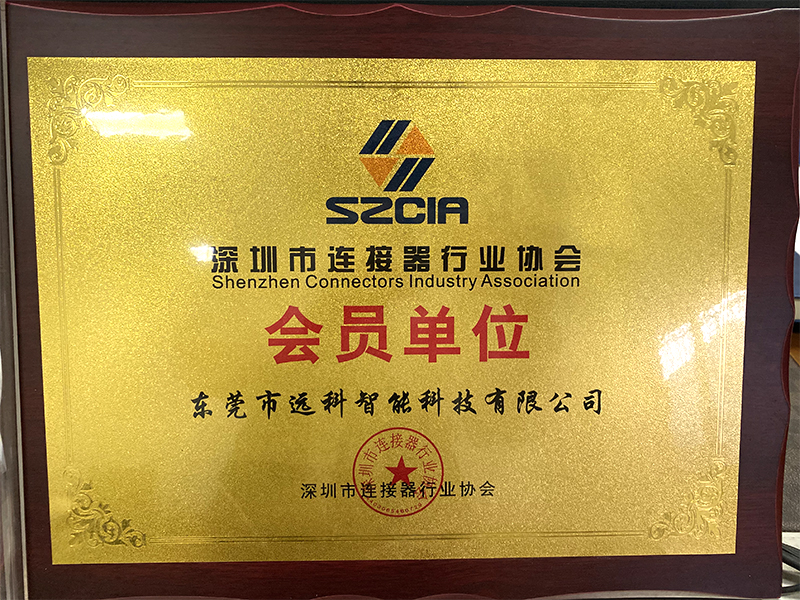 SZCIA
深圳市连接器行业协会
Shenzhen Connectors Industry Association
会员单位
东莞市远科智能科技有限公司
深圳市连接器行业协会